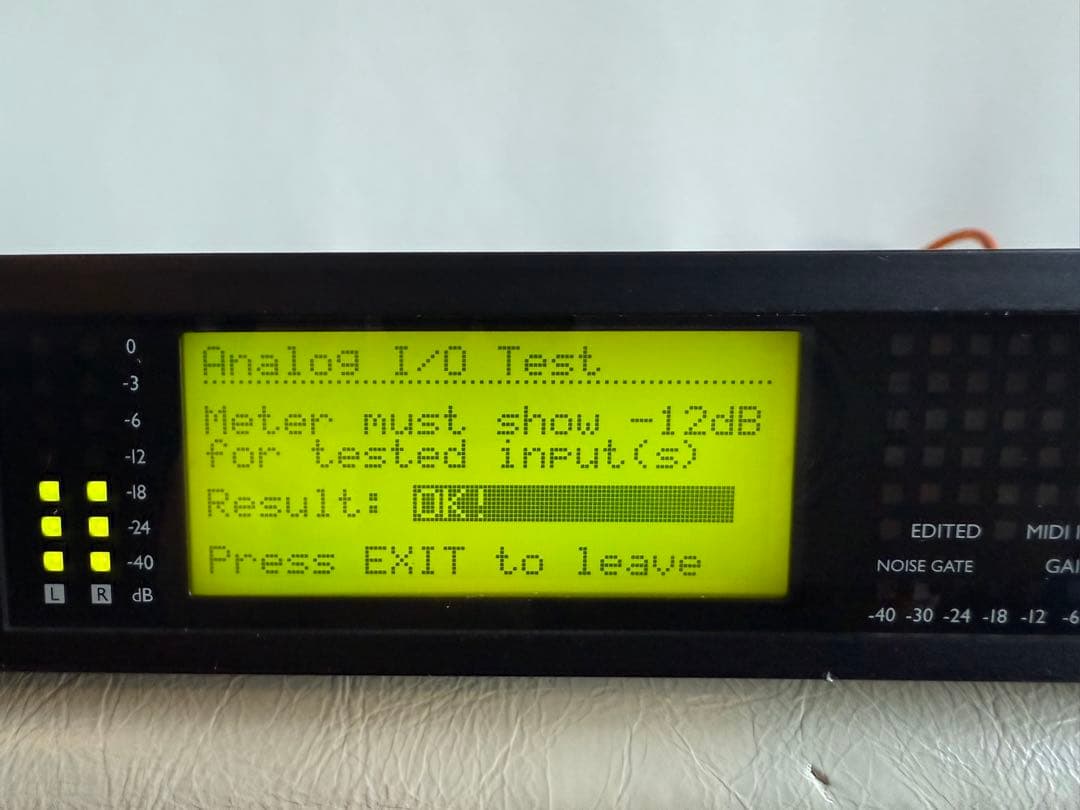 Analog I/O Test
Meter must show -12dB
for tested input(s)
Result: OK!
Press EXIT to leave
0
-3
-6
-12
-18
-24
-40
L R dB
EDITED MIDI
NOISE GATE
-40 -30 -24 -18 -12